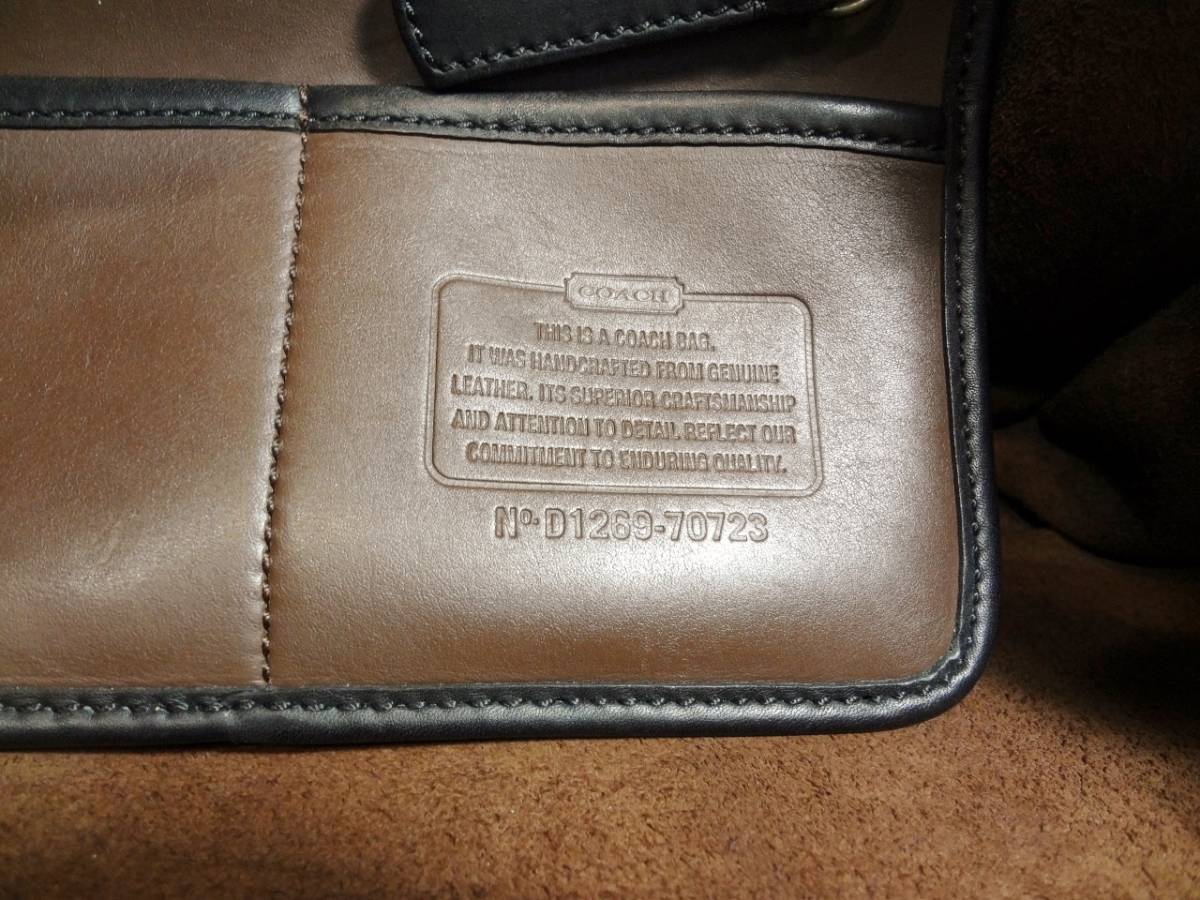 COACH
THIS IS A COACH BAG.
IT WAS HANDCRAFTED FROM GENUINE
LEATHER. ITS SUPERIOR CRAFTSMANSHIP
AND ATTENTION TO DETAIL REFLECT OUR
COMMITMENT TO ENDURING QUALITY.
Nº. D1269-70723